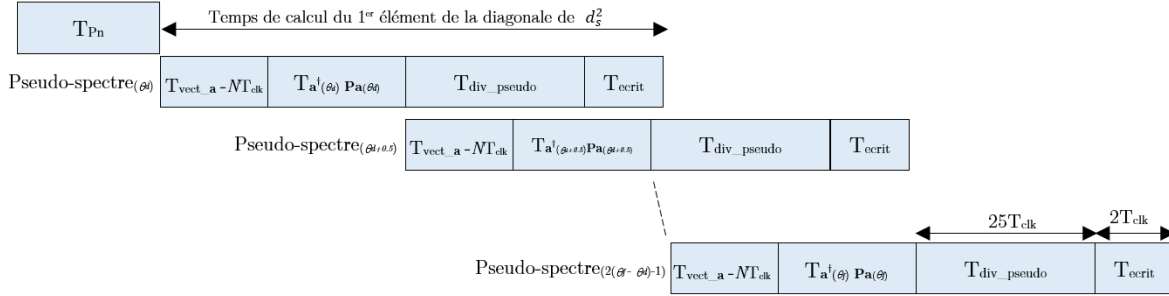 Temps de calcul du 1er élément de la diagonale de d_s^2
T_Pn
Pseudo-spectre(θd)
T_vect_a - NT_clk
T_a†(θd) Pa(θd)
T_div_pseudo
T_ecrit
Pseudo-spectre(θd+0.5)
T_vect_a - NT_clk
T_a†(θd+0.5)Pa(θd+0.5)
T_div_pseudo
T_ecrit
25T_clk
2T_clk
Pseudo-spectre(2(θf - θd)-1)
T_vect_a - NT_clk
T_a†(θf) Pa(θf)
T_div_pseudo
T_ecrit